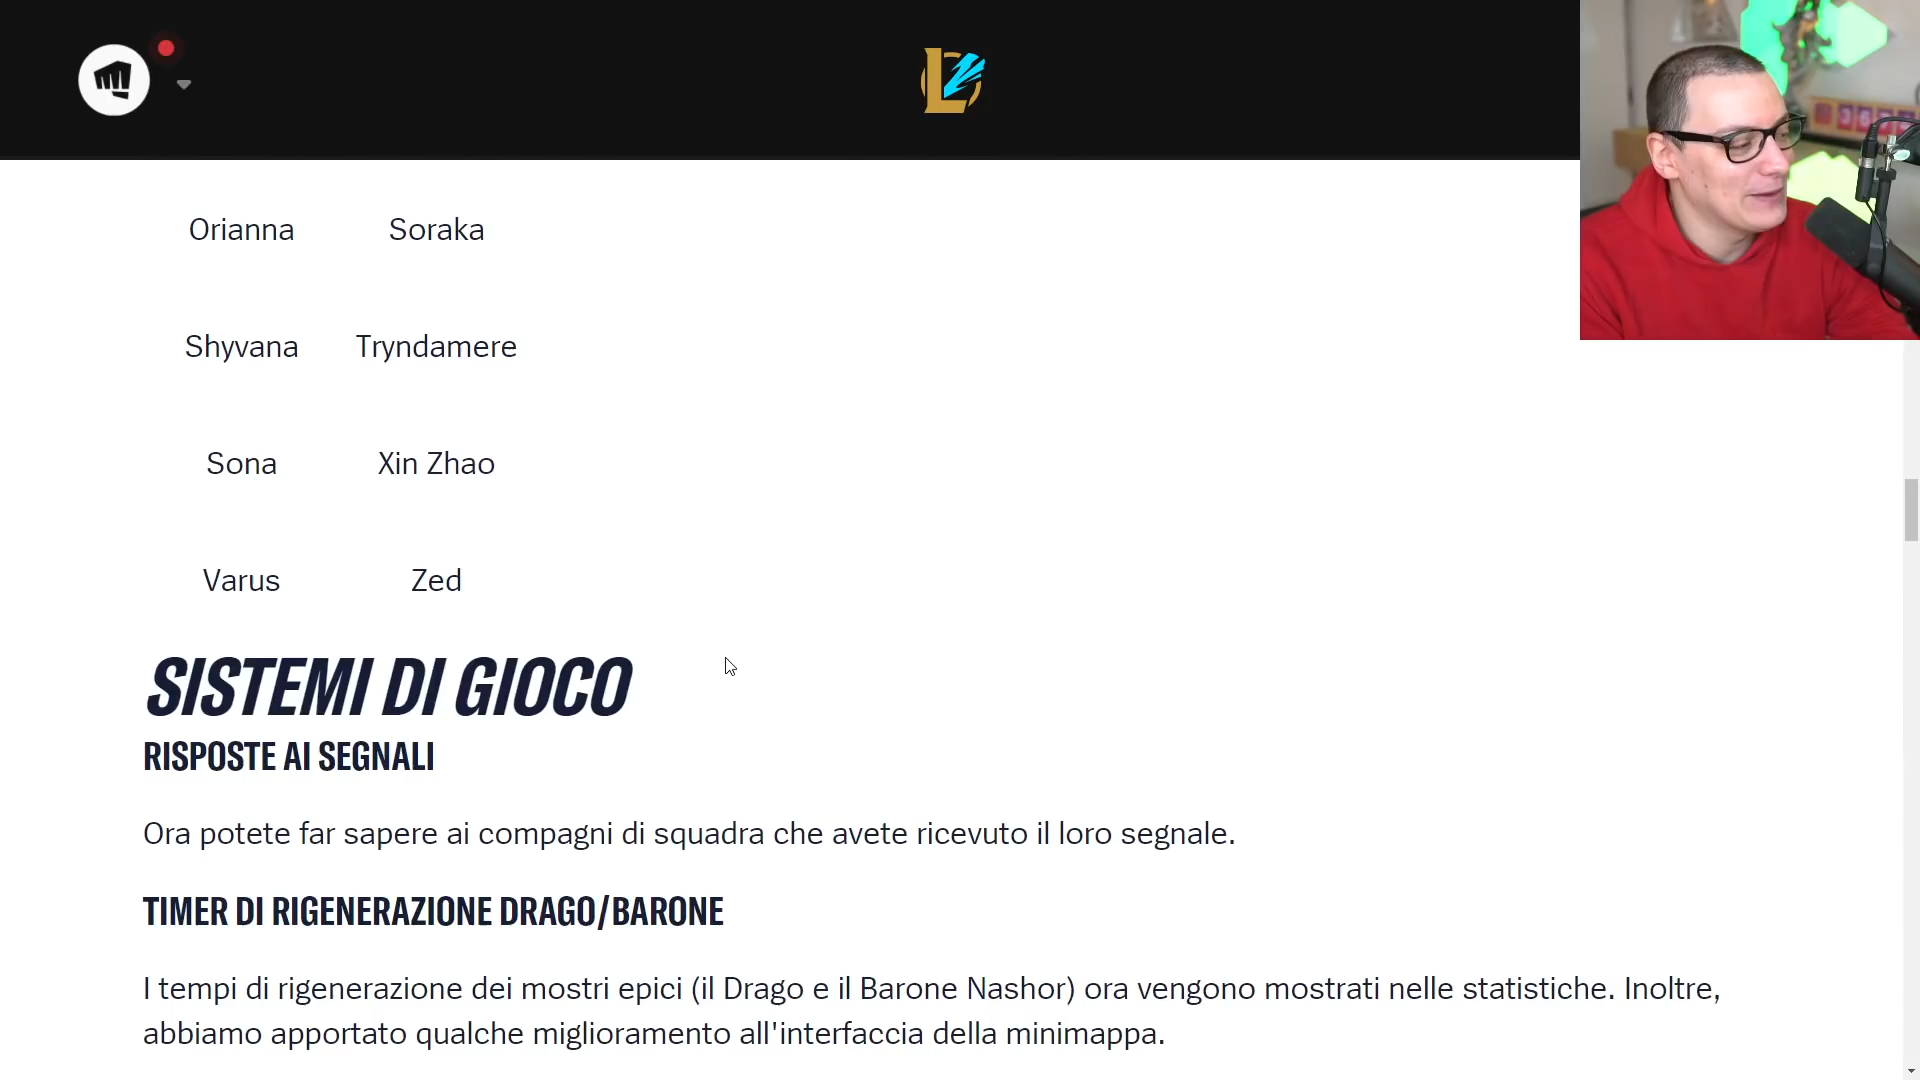 Orianna Soraka
Shyvana Tryndamere
Sona Xin Zhao
Varus Zed
SISTEMI DI GIOCO
RISPOSTE AI SEGNALI
Ora potete far sapere ai compagni di squadra che avete ricevuto il loro segnale.
TIMER DI RIGENERAZIONE DRAGO/BARONE
I tempi di rigenerazione dei mostri epici (il Drago e il Barone Nashor) ora vengono mostrati nelle statistiche. Inoltre,
abbiamo apportato qualche miglioramento all'interfaccia della minimappa.